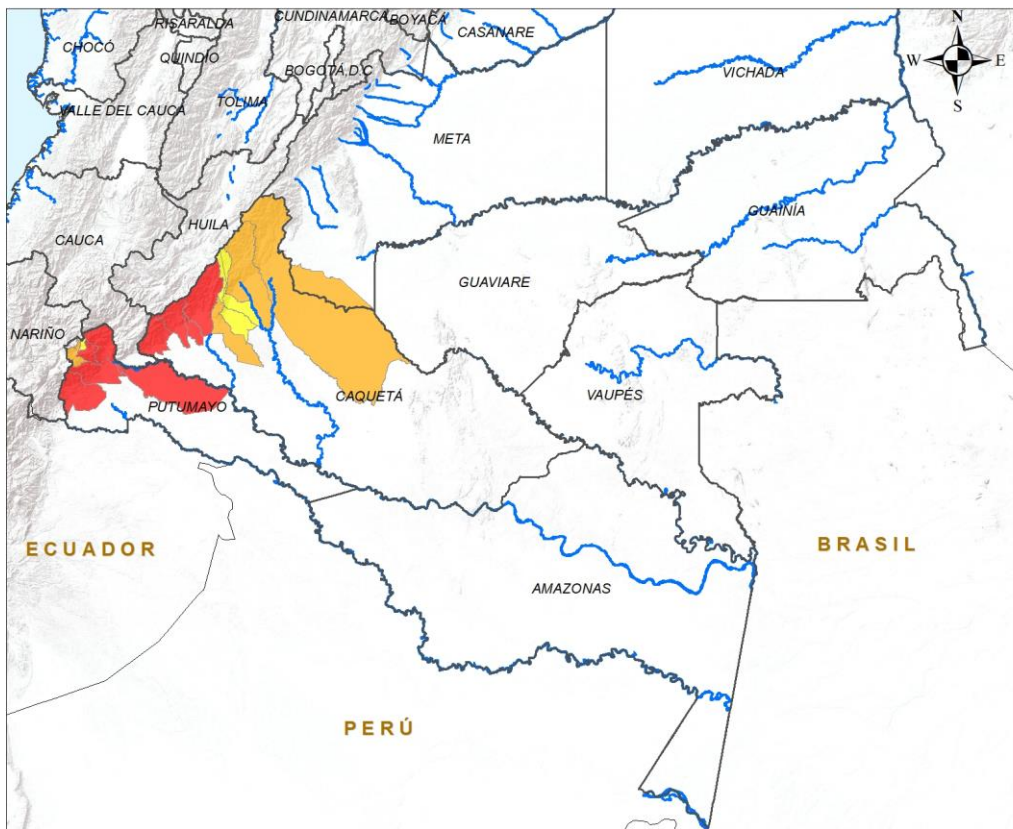 RISARALDA
CUNDINAMARCA
BOYACÁ
CASANARE
N
CHOCÓ
QUINDIO
BOGOTÁ,D.C
VICHADA
W
E
S
VALLE DEL CAUCA
TOLIMA
META
HUILA
GUAINÍA
CAUCA
GUAVIARE
NARIÑO
CAQUETÁ
VAUPÉS
PUTUMAYO
ECUADOR
BRASIL
AMAZONAS
PERÚ